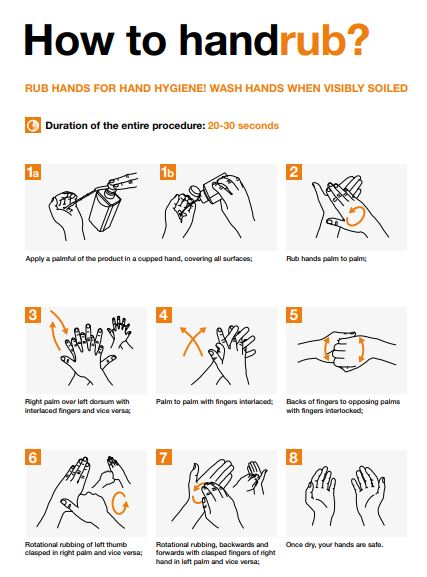 How to handrub?
RUB HANDS FOR HAND HYGIENE! WASH HANDS WHEN VISIBLY SOILED
Duration of the entire procedure: 20-30 seconds
1a
1b
2
Apply a palmful of the product in a cupped hand, covering all surfaces;
Rub hands palm to palm;
3
4
5
Right palm over left dorsum with
interlaced fingers and vice versa;
Palm to palm with fingers interlaced;
Backs of fingers to opposing palms
with fingers interlocked;
6
7
8
Rotational rubbing of left thumb
clasped in right palm and vice versa;
Rotational rubbing, backwards and
forwards with clasped fingers of right
hand in left palm and vice versa;
Once dry, your hands are safe.